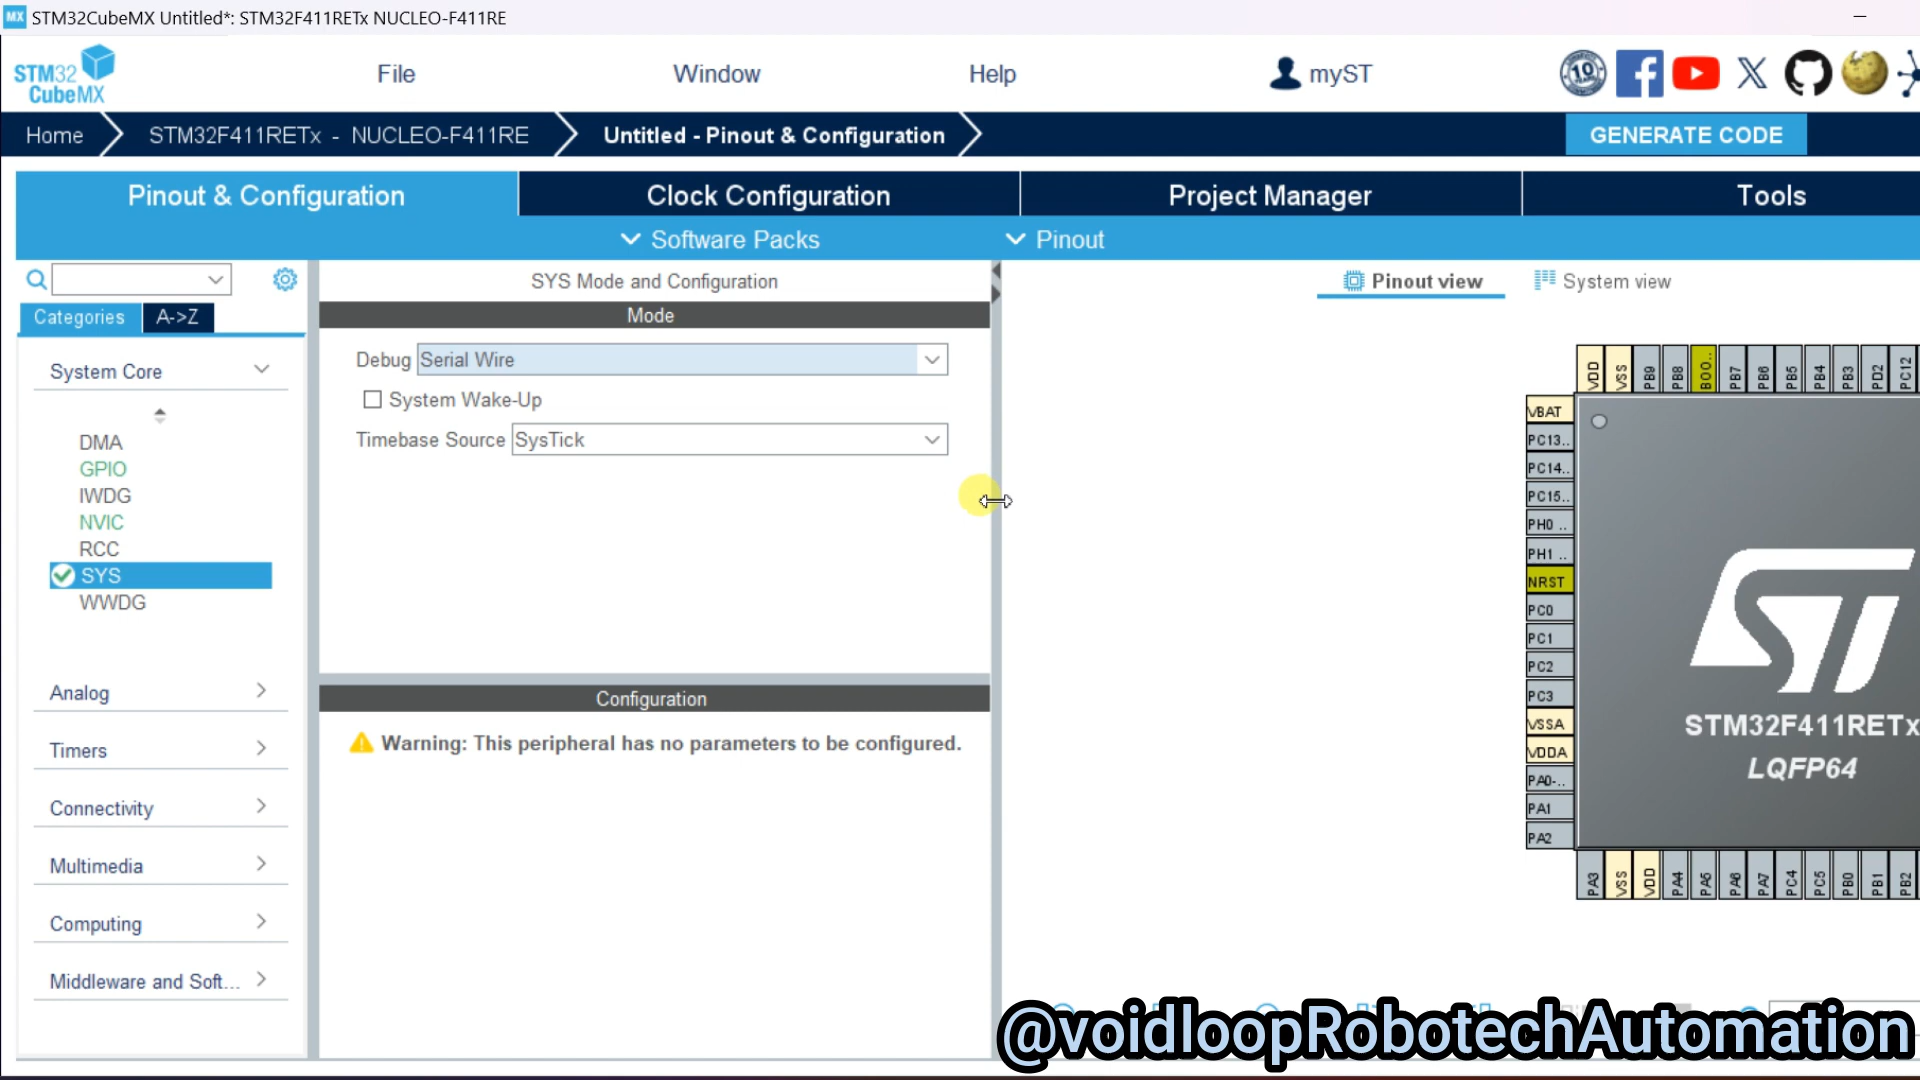 MX STM32CubeMX Untitled*: STM32F411RETx NUCLEO-F411RE
STM32 CubeMX
File
Window
Help
myST
10
Home
STM32F411RETx - NUCLEO-F411RE
Untitled - Pinout & Configuration
GENERATE CODE
Pinout & Configuration
Clock Configuration
Project Manager
Tools
Software Packs
Pinout
Categories
A->Z
System Core
DMA
GPIO
IWDG
NVIC
RCC
SYS
WWDG
Analog
Timers
Connectivity
Multimedia
Computing
Middleware and Soft...
SYS Mode and Configuration
Mode
Debug Serial Wire
System Wake-Up
Timebase Source SysTick
Configuration
Warning: This peripheral has no parameters to be configured.
Pinout view
System view
VDD
VSS
PB9
PB8
BOO..
PB7
PB6
PB5
PB4
PB3
PD2
PC12
VBAT
PC13..
PC14..
PC15..
PH0 ..
PH1 ..
NRST
PC0
PC1
PC2
PC3
VSSA
VDDA
PA0-..
PA1
PA2
STM32F411RETx
LQFP64
PA3
VSS
VDD
PA4
PA5
PA6
PA7
PC4
PC5
PB0
PB1
PB2
@voidloopRobotechAutomation